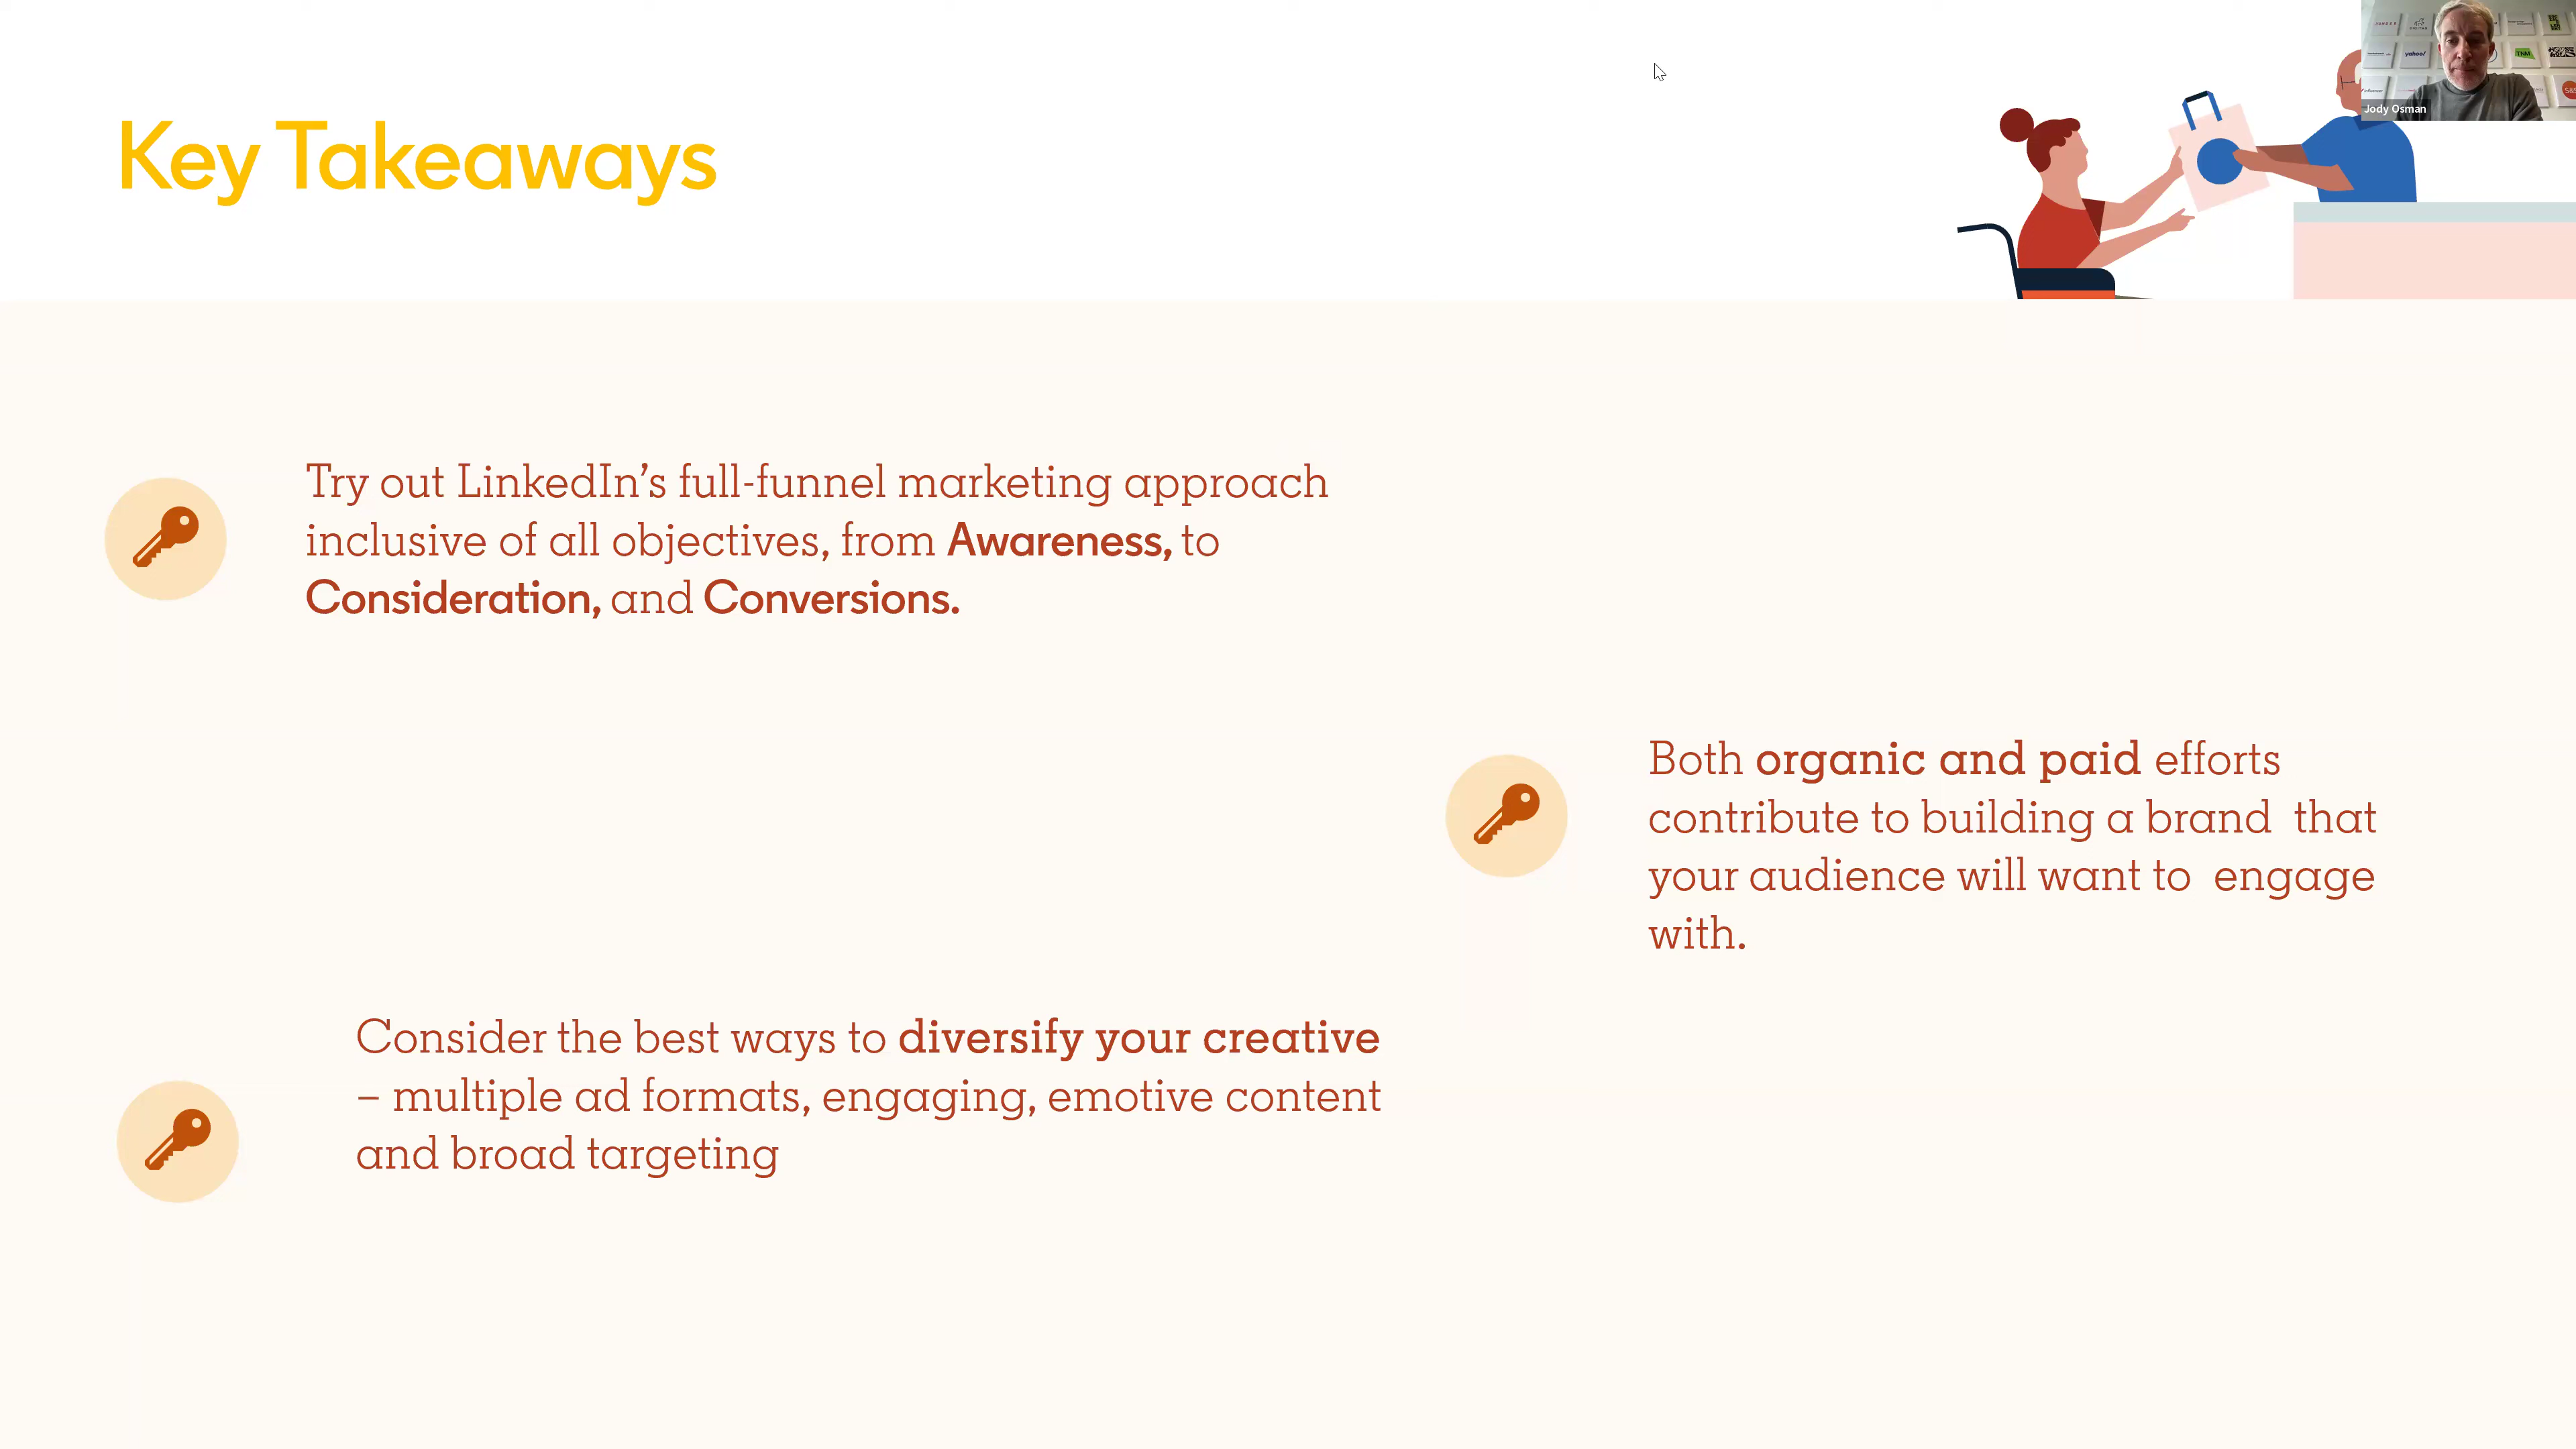 Key Takeaways
yahoo!
TNM
Jody Osman
Try out LinkedIn’s full-funnel marketing approach
inclusive of all objectives, from Awareness, to
Consideration, and Conversions.
Both organic and paid efforts
contribute to building a brand  that
your audience will want to  engage
with.
Consider the best ways to diversify your creative
– multiple ad formats, engaging, emotive content
and broad targeting